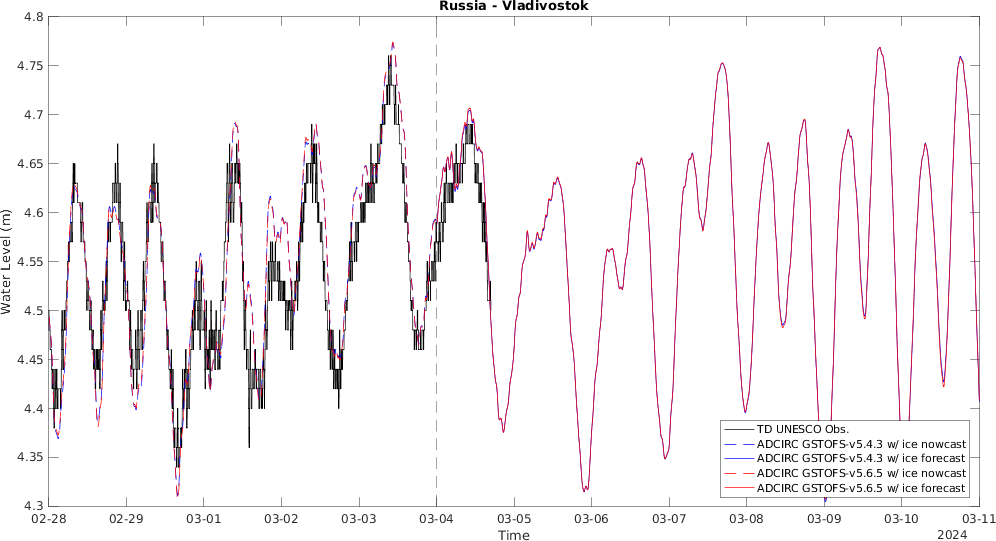 Russia - Vladivostok
4.8
4.75
4.7
4.65
4.6
4.55
4.5
4.45
4.4
4.35
4.3
Water Level (m)
TD UNESCO Obs.
ADCIRC GSTOFS-v5.4.3 w/ ice nowcast
ADCIRC GSTOFS-v5.4.3 w/ ice forecast
ADCIRC GSTOFS-v5.6.5 w/ ice nowcast
ADCIRC GSTOFS-v5.6.5 w/ ice forecast
02-28 02-29 03-01 03-02 03-03 03-04 03-05 03-06 03-07 03-08 03-09 03-10 03-11
Time
2024